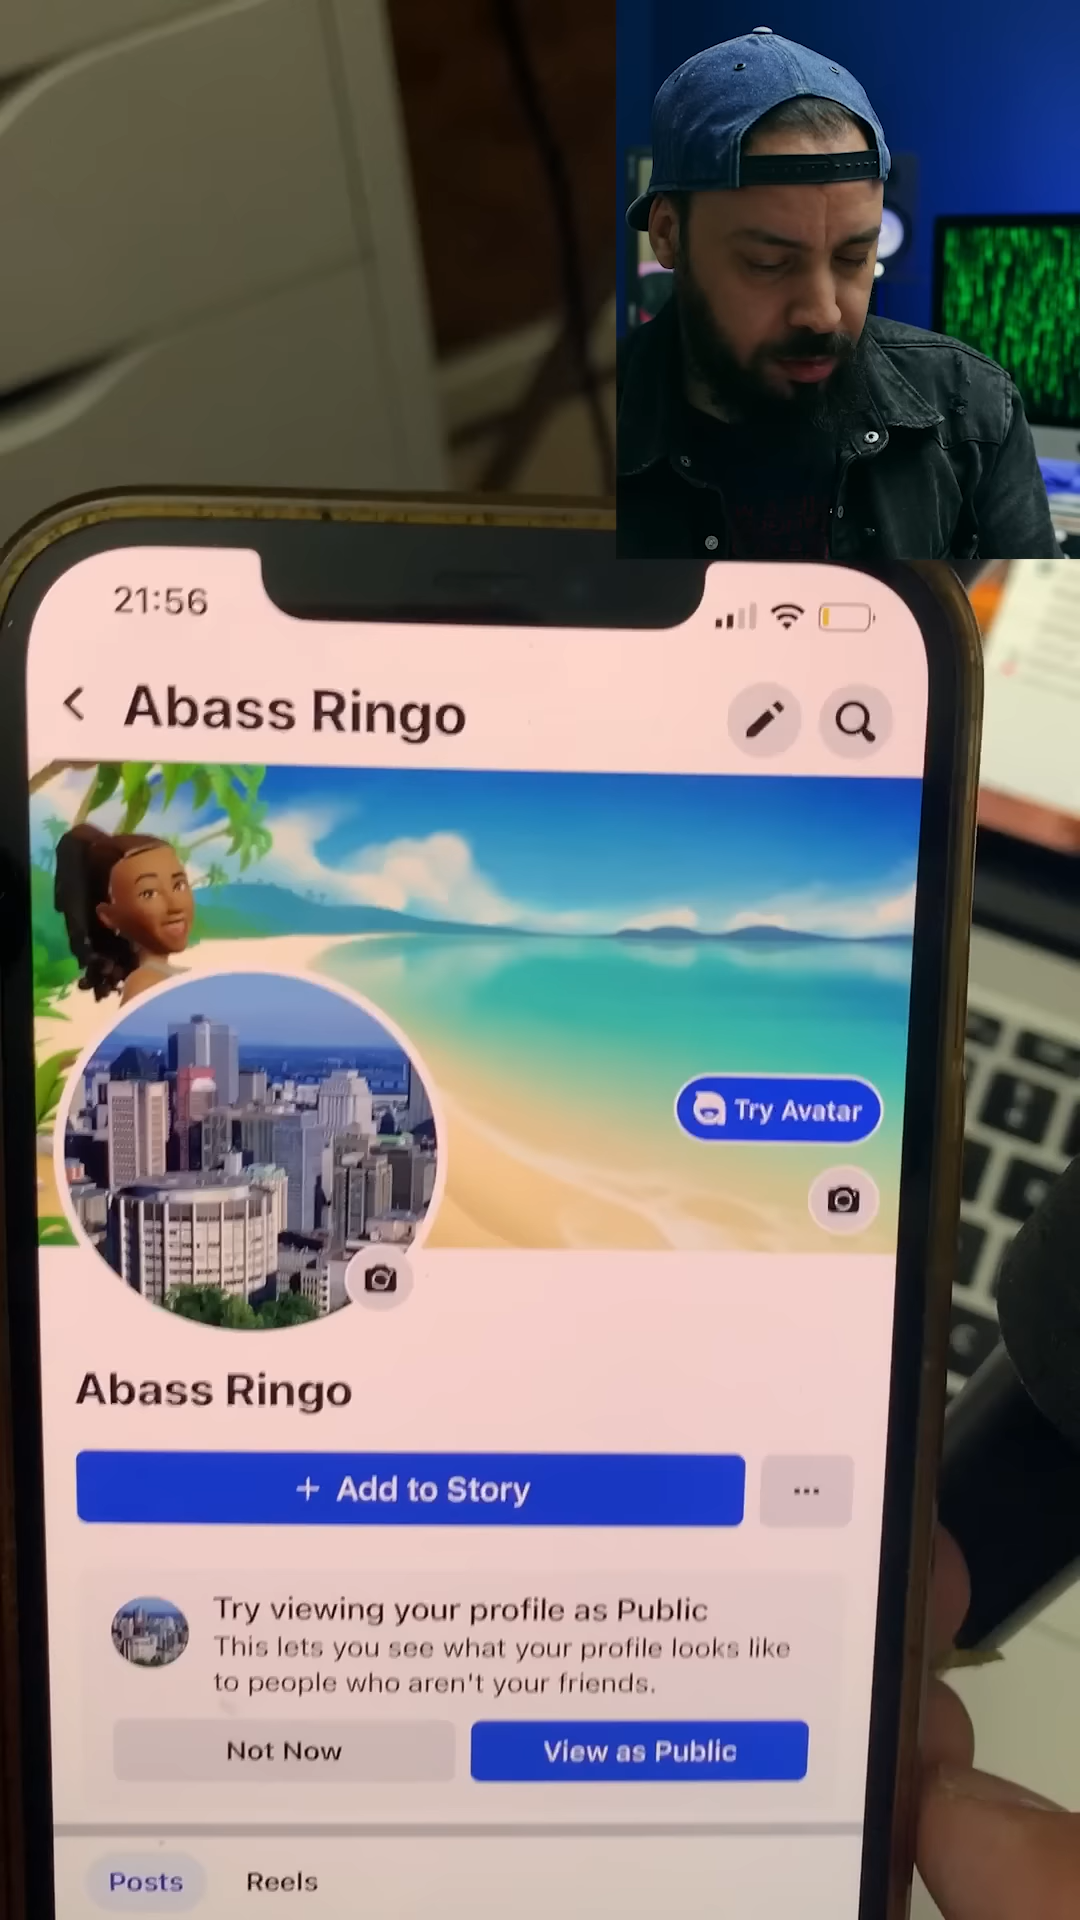 21:56
Abass Ringo
Try Avatar
Abass Ringo
+ Add to Story
Try viewing your profile as Public
This lets you see what your profile looks like
to people who aren't your friends.
Not Now
View as Public
Posts
Reels